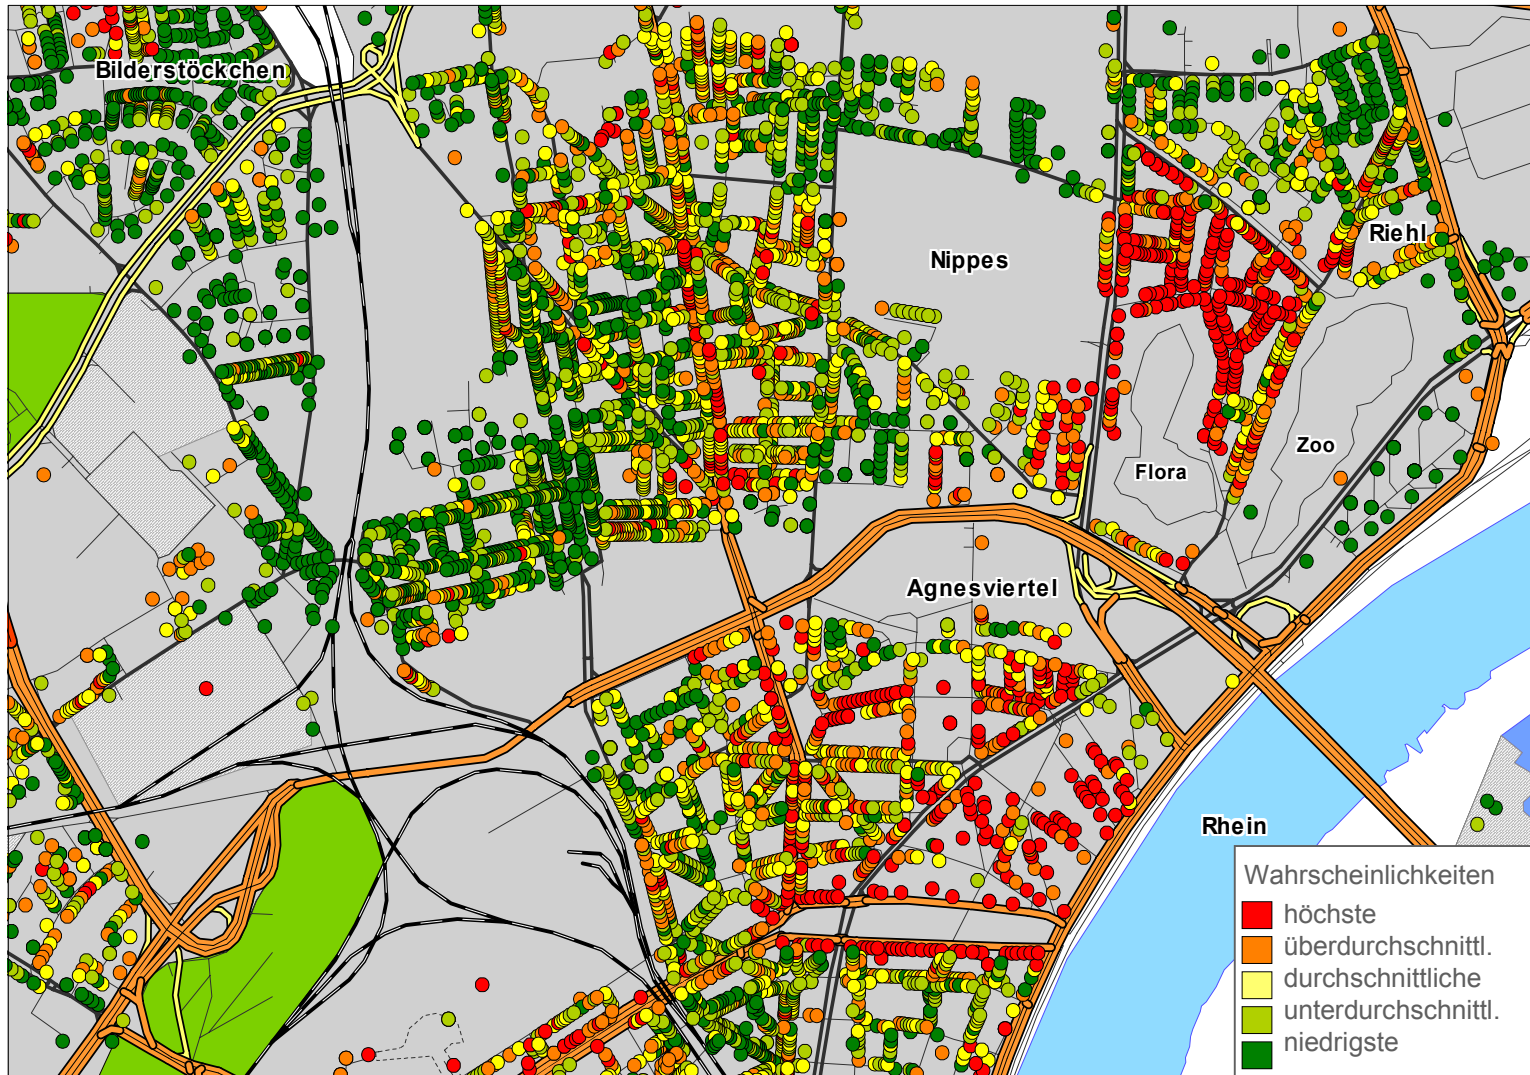 Bilderstöckchen
Riehl
Nippes
Zoo
Flora
Agnesviertel
Rhein
Wahrscheinlichkeiten
höchste
überdurchschnittl.
durchschnittliche
unterdurchschnittl.
niedrigste